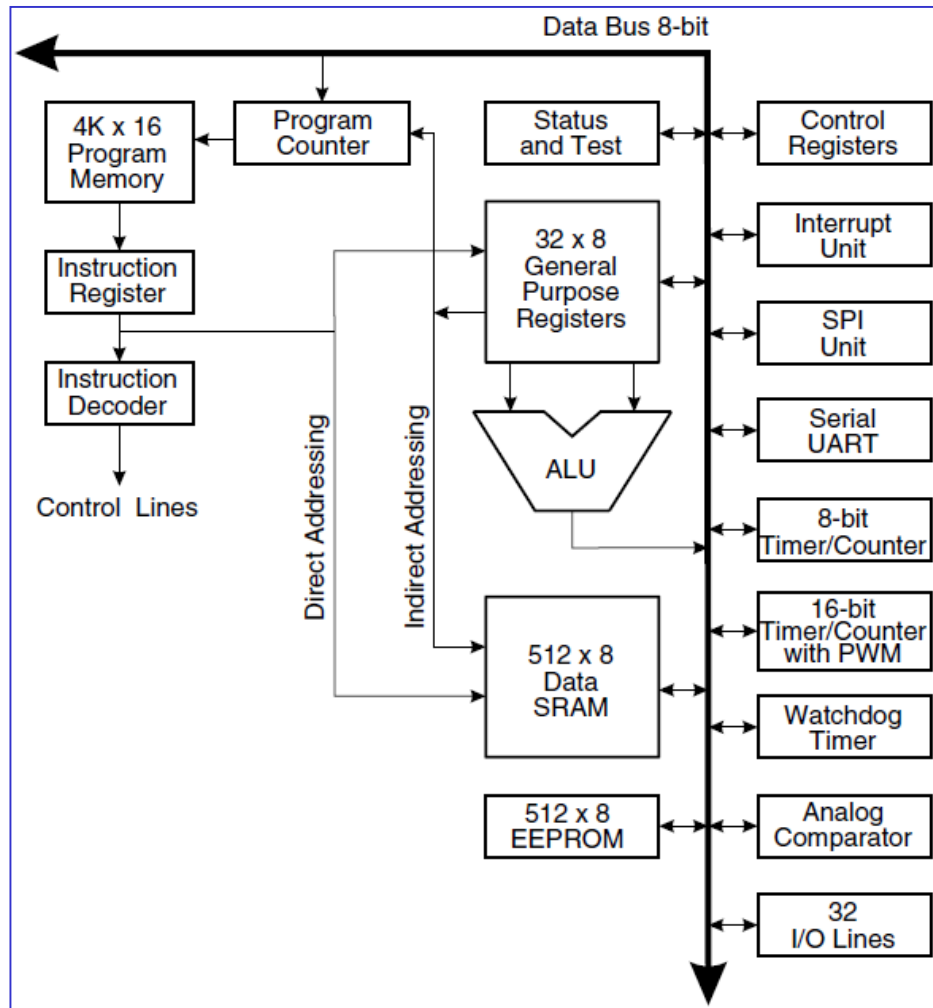 Data Bus 8-bit
4K x 16
Program
Memory
Program
Counter
Status
and Test
Control
Registers
Instruction
Register
32 x 8
General
Purpose
Registers
Interrupt
Unit
SPI
Unit
Instruction
Decoder
ALU
Serial
UART
Control Lines
Direct Addressing
Indirect Addressing
8-bit
Timer/Counter
512 x 8
Data
SRAM
16-bit
Timer/Counter
with PWM
Watchdog
Timer
512 x 8
EEPROM
Analog
Comparator
32
I/O Lines